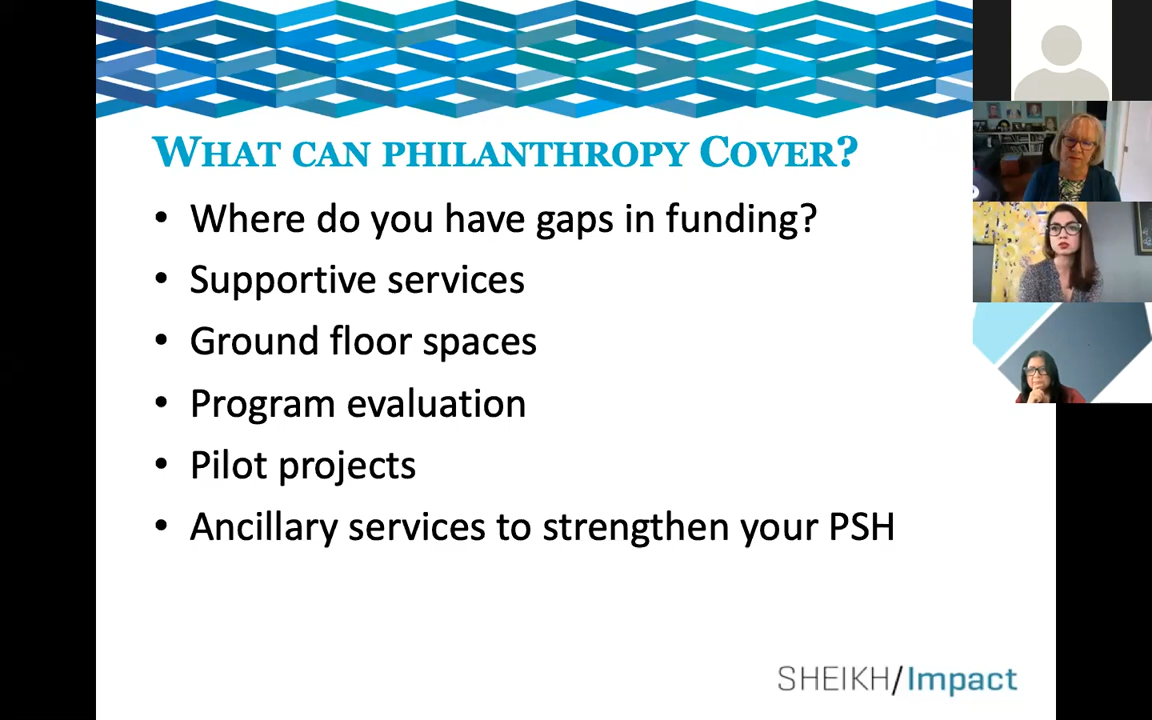 WHAT CAN PHILANTHROPY COVER?
• Where do you have gaps in funding?
• Supportive services
• Ground floor spaces
• Program evaluation
• Pilot projects
• Ancillary services to strengthen your PSH
SHEIKH/Impact